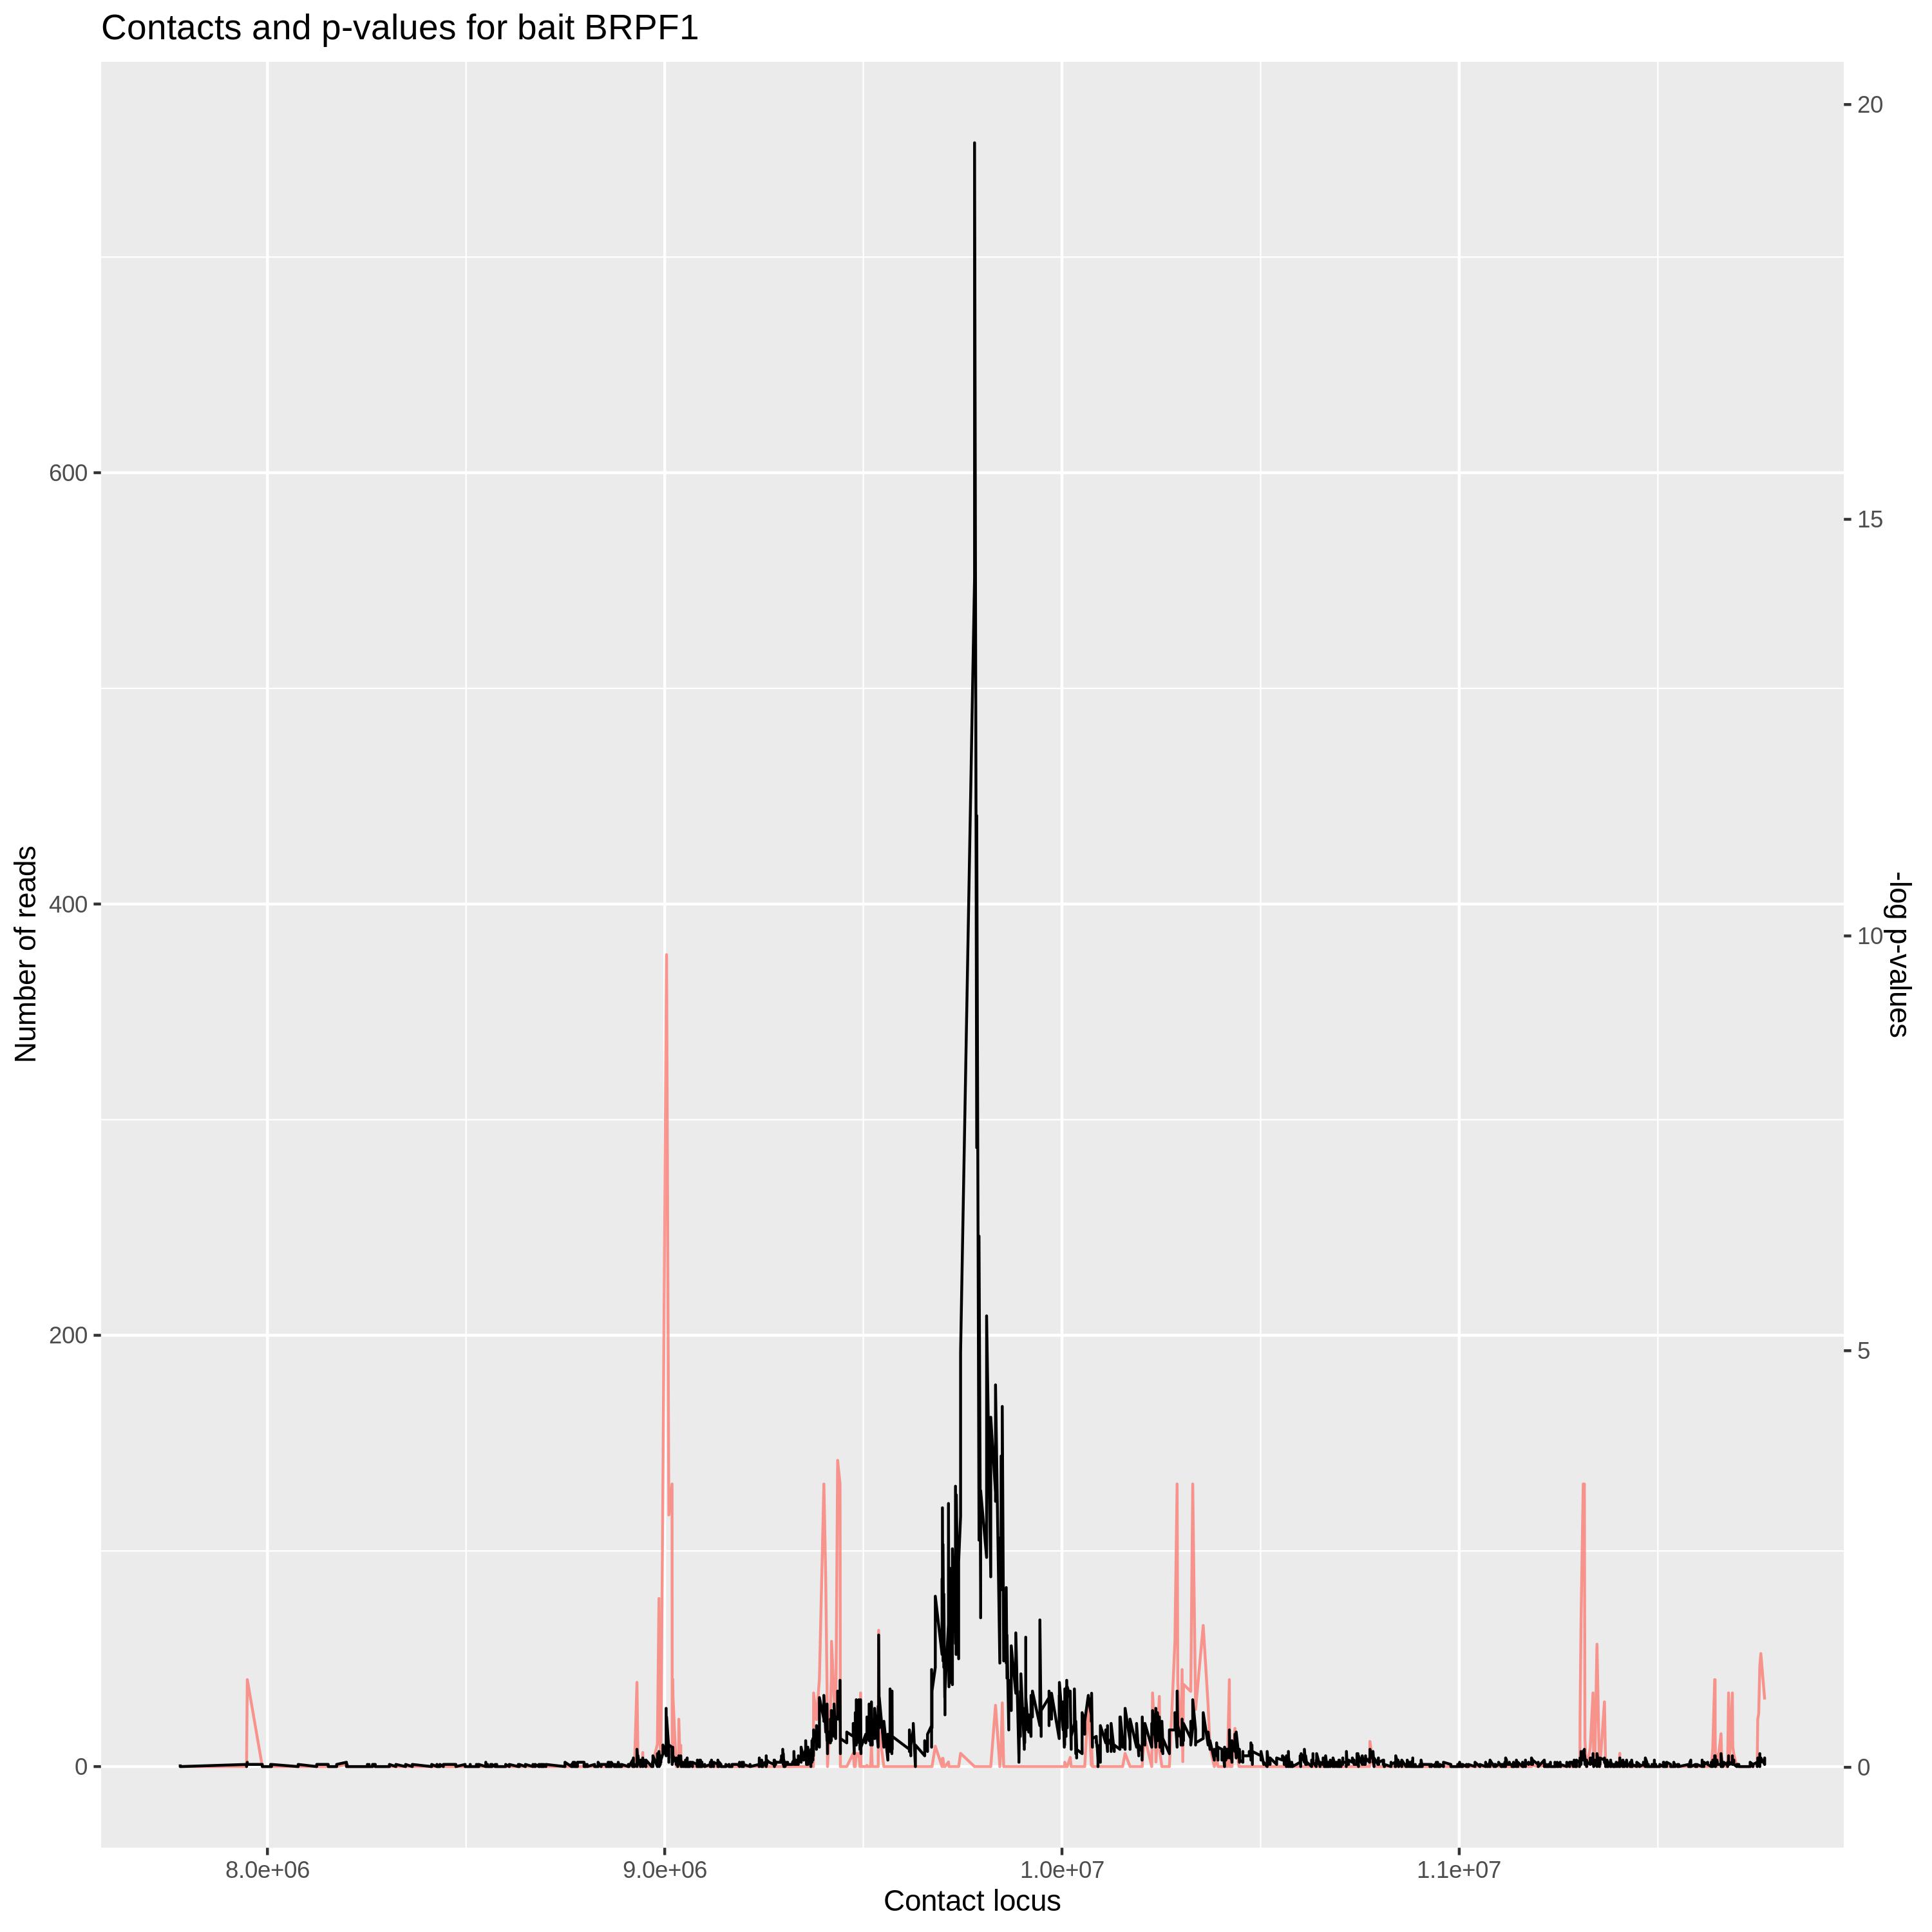 Contacts and p-values for bait BRPF1
Number of reads
600
400
200
0
20
15
10
5
0
-log p-values
8.0e+06
9.0e+06
1.0e+07
1.1e+07
Contact locus